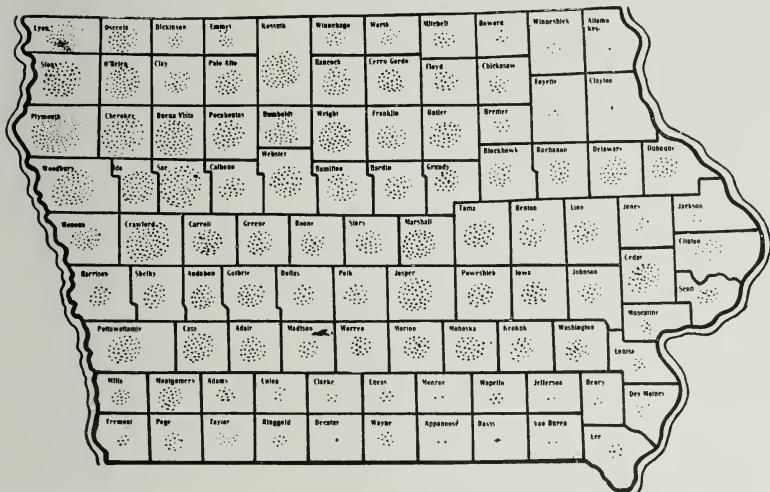 Lyon
Osceola
Dickinson
Emmet
Kossuth
Winnebago
Worth
Mitchell
Howard
Winneshiek
Allama
kee
Sioux
O'Brien
Clay
Palo Alto
Hancock
Cerro Gordo
Floyd
Chickasaw
Fayette
Clayton
Plymouth
Cherokee
Buena Vista
Pocahontas
Humboldt
Wright
Franklin
Butler
Bremer
Woodbury
Ida
Sac
Calhoun
Webster
Hamilton
Hardin
Grundy
Blackhawk
Buchanan
Delaware
Dubuque
Monona
Crawford
Carroll
Greene
Boone
Story
Marshall
Tama
Benton
Linn
Jones
Jackson
Clinton
Cedar
Harrison
Shelby
Audubon
Guthrie
Dallas
Polk
Jasper
Poweshiek
Iowa
Johnson
Scott
Muscatine
Pottawattamie
Cass
Adair
Madison
Warren
Marion
Mahaska
Keokuk
Washington
Louisa
Mills
Montgomery
Adams
Union
Clarke
Lucas
Monroe
Wapello
Jefferson
Henry
Des Moines
Fremont
Page
Taylor
Ringgold
Decatur
Wayne
Appanoose
Davis
Van Buren
Lee